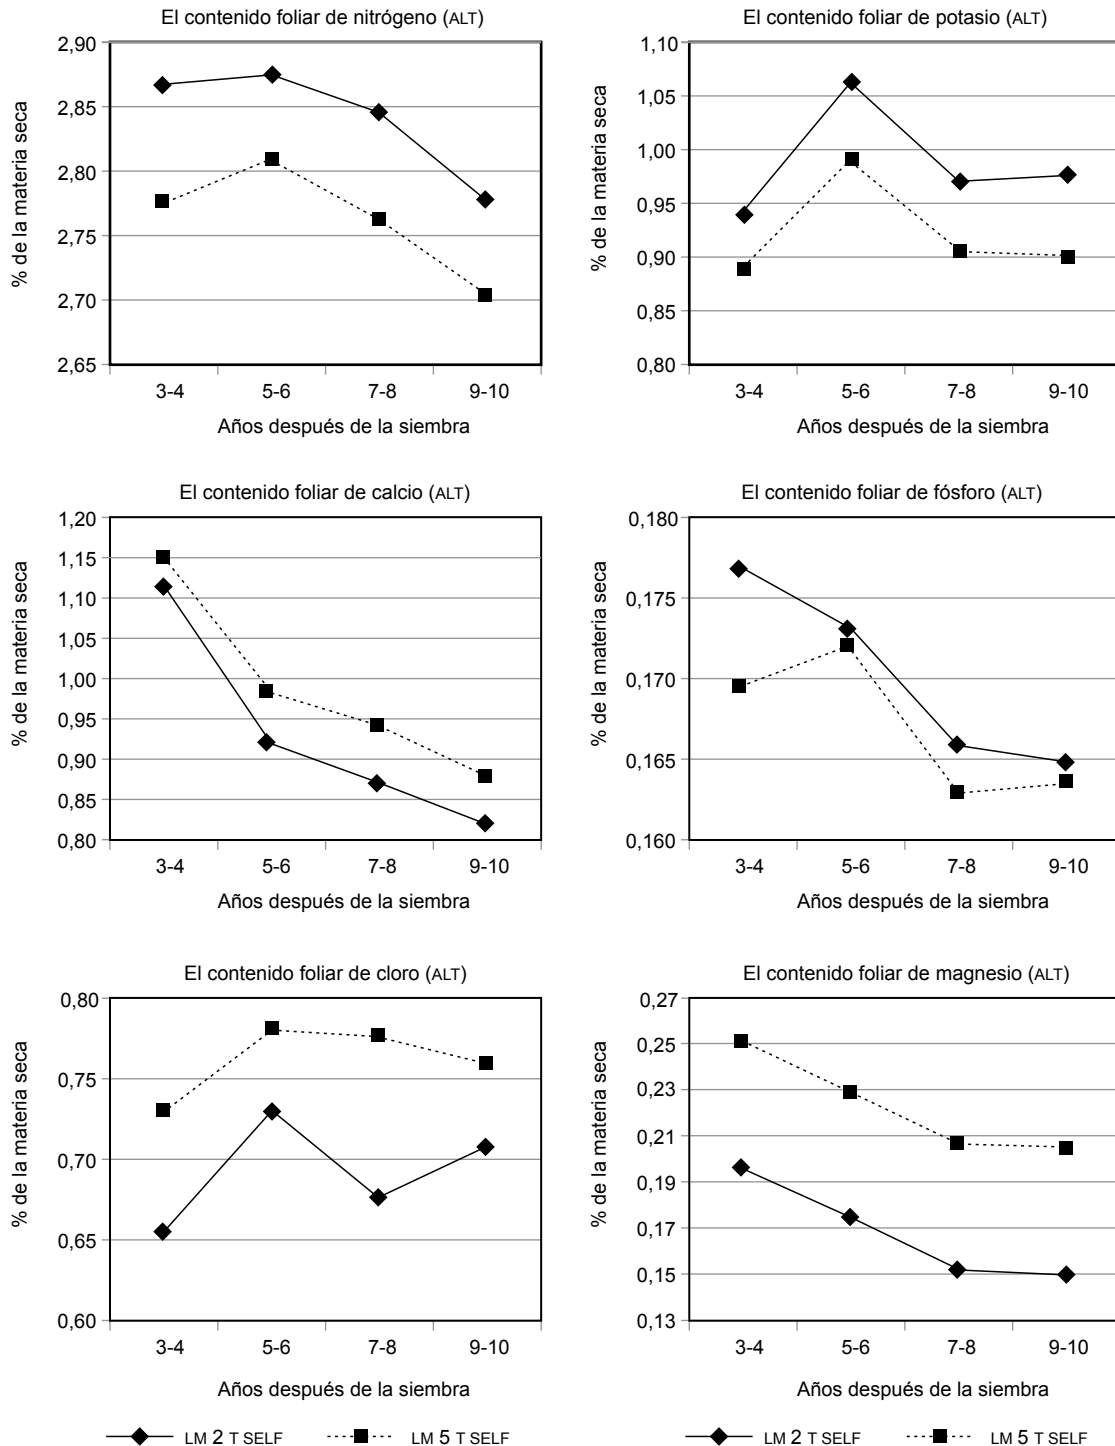 El contenido foliar de nitrógeno (ALT)
% de la materia seca
2,90
2,85
2,80
2,75
2,70
2,65
3-4 5-6 7-8 9-10
Años después de la siembra
El contenido foliar de potasio (ALT)
% de la materia seca
1,10
1,05
1,00
0,95
0,90
0,80
3-4 5-6 7-8 9-10
Años después de la siembra
El contenido foliar de calcio (ALT)
% de la materia seca
1,20
1,15
1,10
1,05
1,00
0,95
0,90
0,85
0,80
3-4 5-6 7-8 9-10
Años después de la siembra
El contenido foliar de fósforo (ALT)
% de la materia seca
0,180
0,175
0,170
0,165
0,160
3-4 5-6 7-8 9-10
Años después de la siembra
El contenido foliar de cloro (ALT)
% de la materia seca
0,80
0,75
0,70
0,65
0,60
3-4 5-6 7-8 9-10
Años después de la siembra
El contenido foliar de magnesio (ALT)
% de la materia seca
0,27
0,25
0,23
0,21
0,19
0,17
0,15
0,13
3-4 5-6 7-8 9-10
Años después de la siembra
LM 2 T SELF LM 5 T SELF
LM 2 T SELF LM 5 T SELF